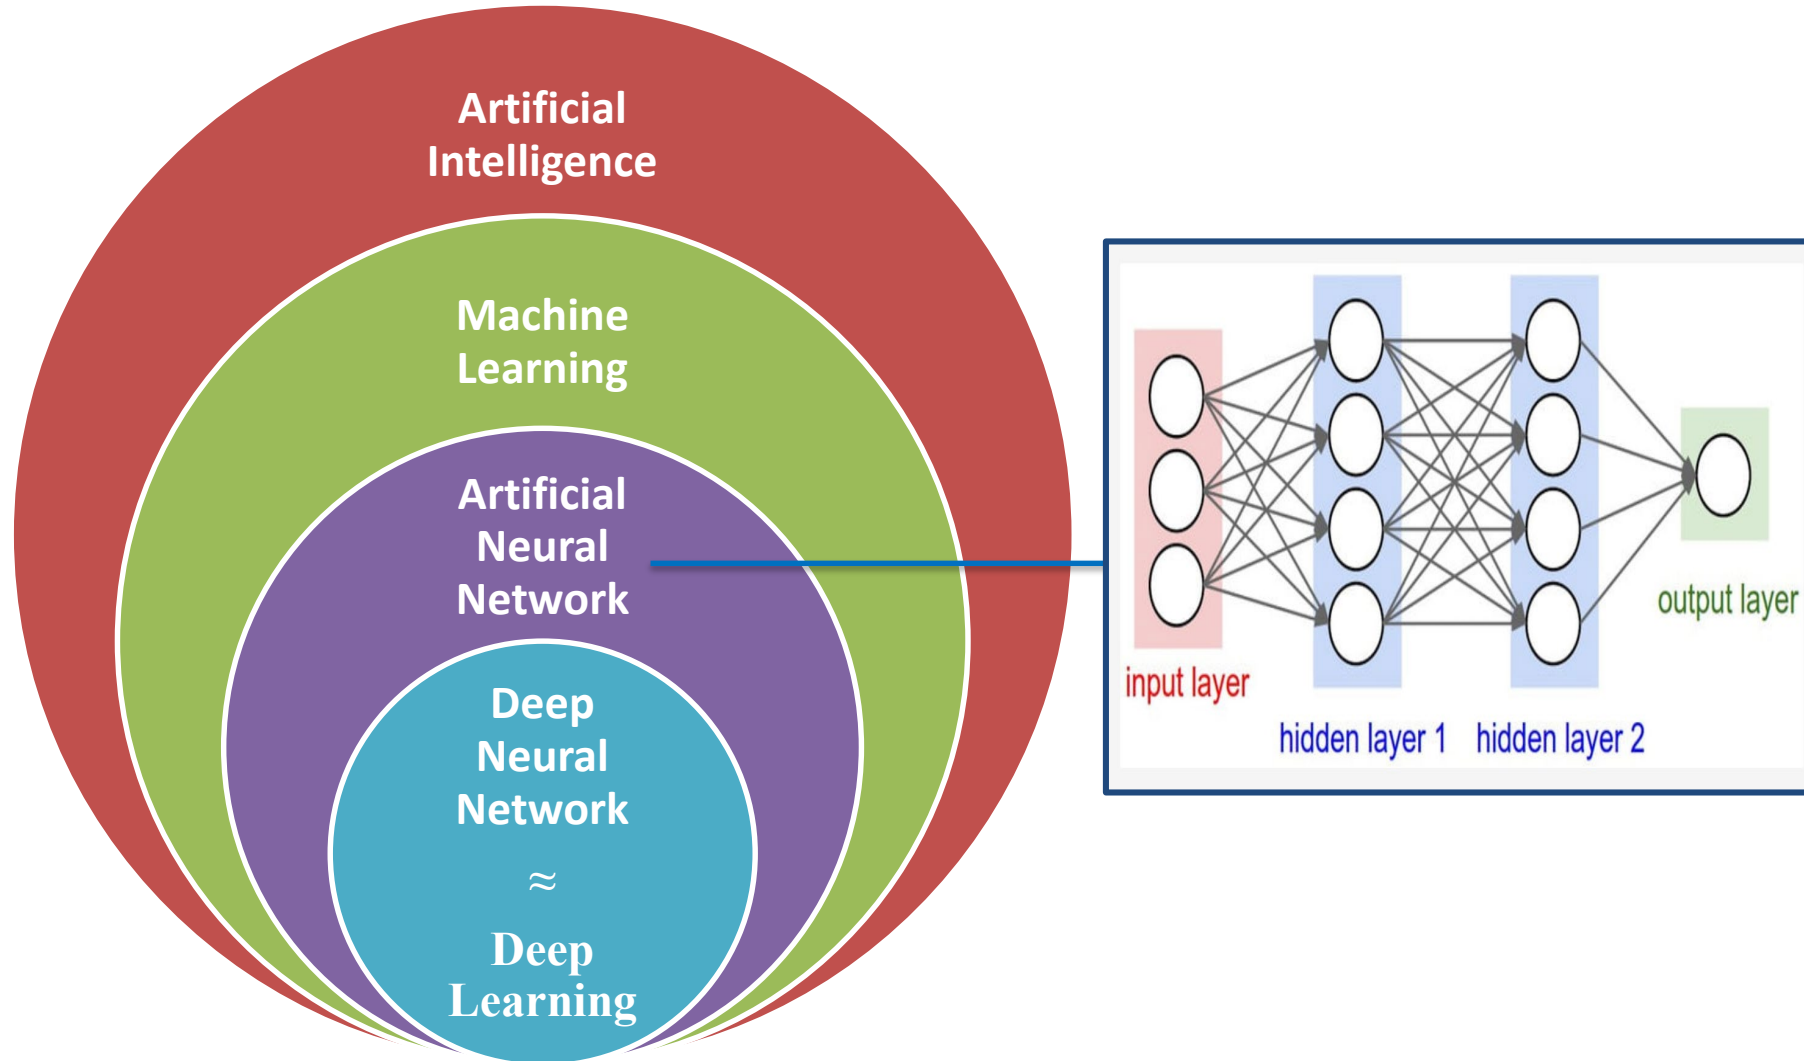 Artificial
Intelligence
Machine
Learning
Artificial
Neural
Network
Deep
Neural
Network
≈
Deep
Learning
input layer
hidden layer 1
hidden layer 2
output layer